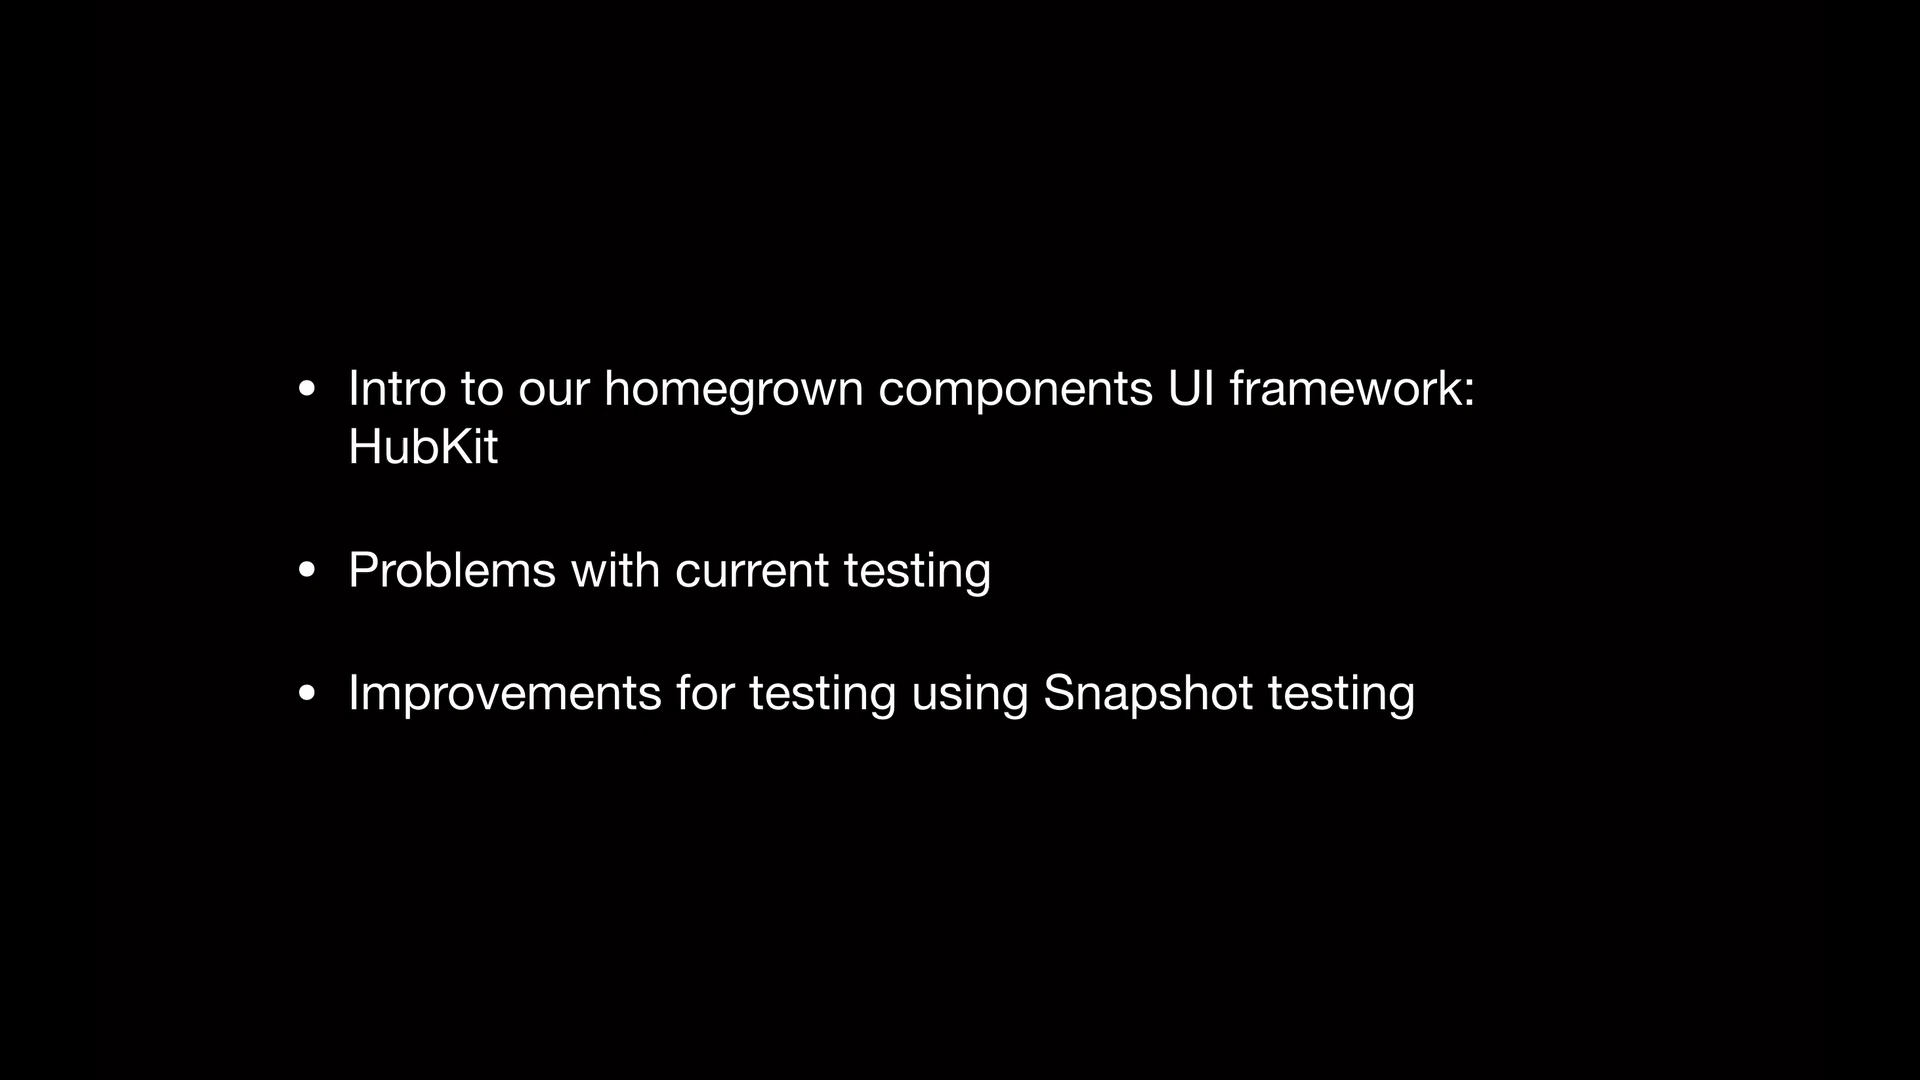 • Intro to our homegrown components UI framework:
HubKit
• Problems with current testing
• Improvements for testing using Snapshot testing